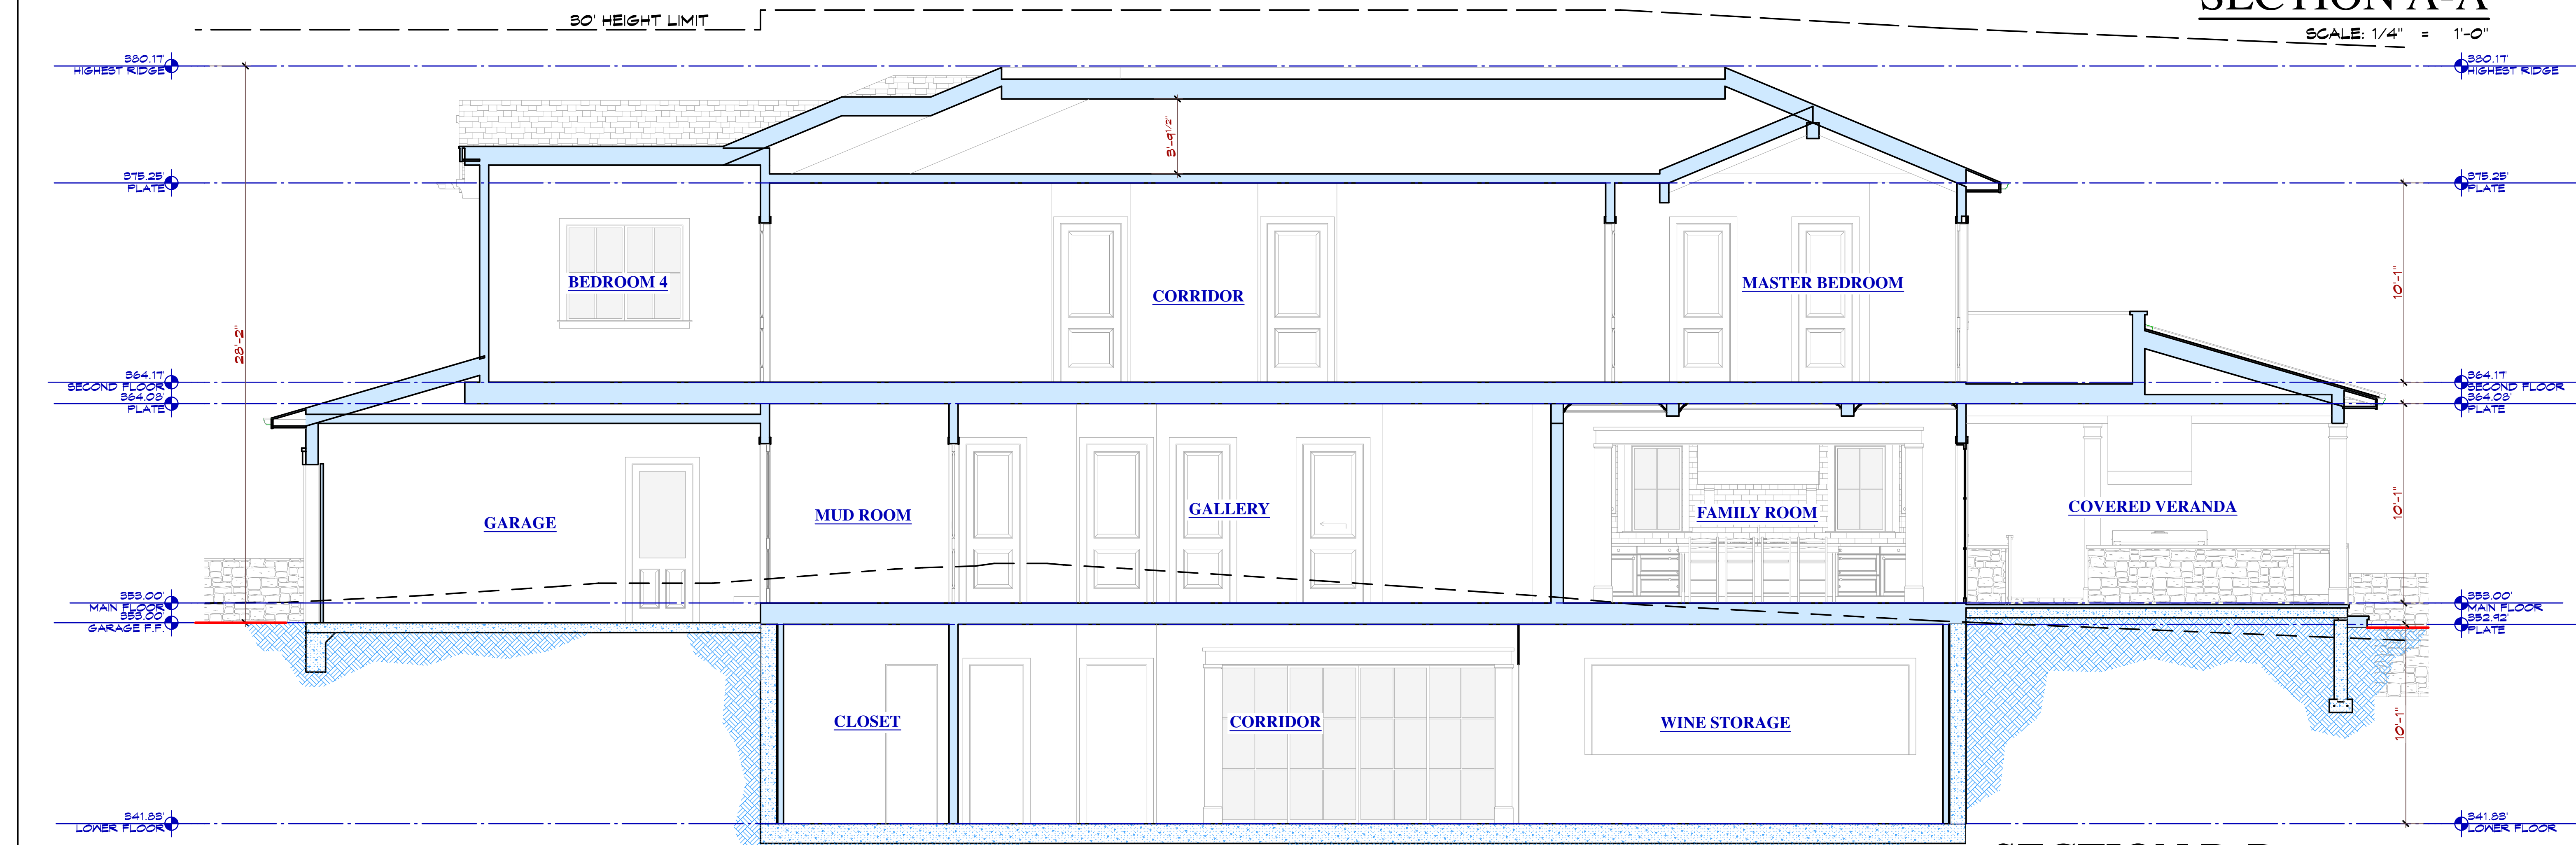 SECTION A-A
SCALE: 1/4" = 1'-0"
30' HEIGHT LIMIT
380.17'
HIGHEST RIDGE
380.17'
HIGHEST RIDGE
3'-9 1/2"
375.25'
PLATE
375.25'
PLATE
BEDROOM 4
CORRIDOR
MASTER BEDROOM
10'-1"
28'-2"
364.17'
SECOND FLOOR
364.08'
PLATE
364.17'
SECOND FLOOR
364.08'
PLATE
GARAGE
MUD ROOM
GALLERY
FAMILY ROOM
COVERED VERANDA
10'-1"
353.00'
MAIN FLOOR
353.00'
GARAGE F.F.
353.00'
MAIN FLOOR
352.92'
PLATE
CLOSET
CORRIDOR
WINE STORAGE
10'-1"
341.83'
LOWER FLOOR
341.83'
LOWER FLOOR